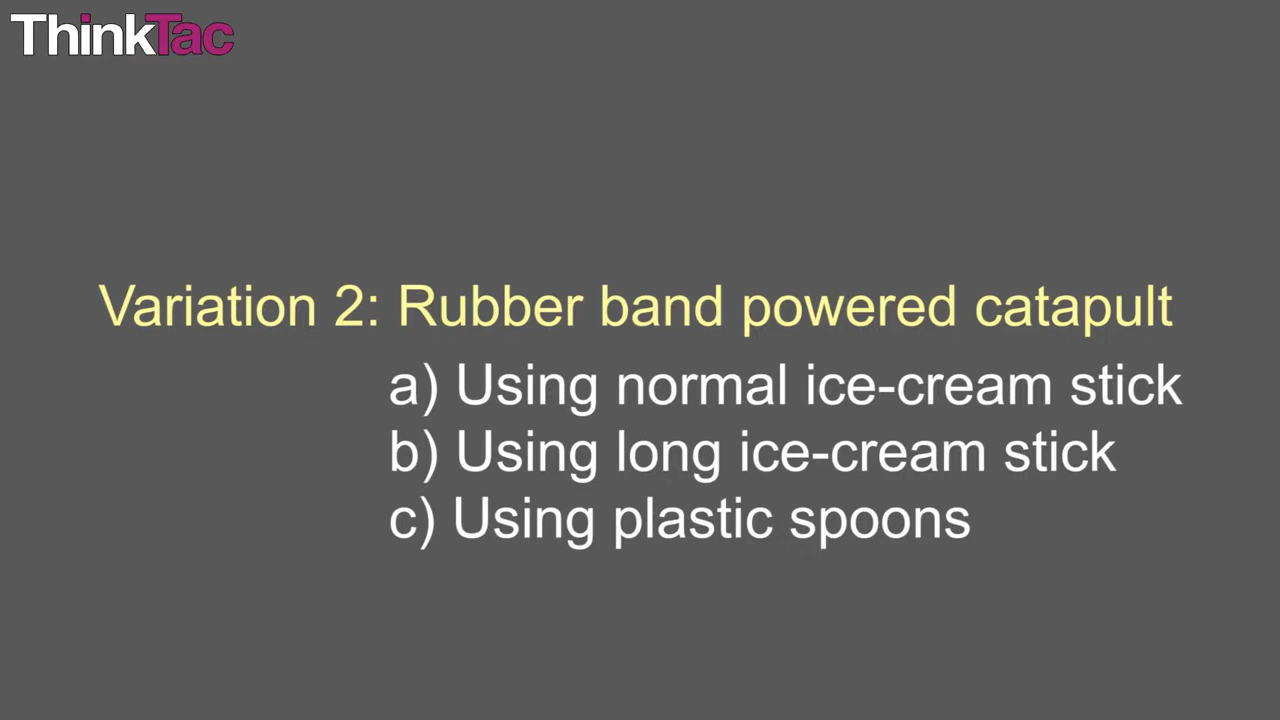 ThinkTac
Variation 2: Rubber band powered catapult
a) Using normal ice-cream stick
b) Using long ice-cream stick
c) Using plastic spoons